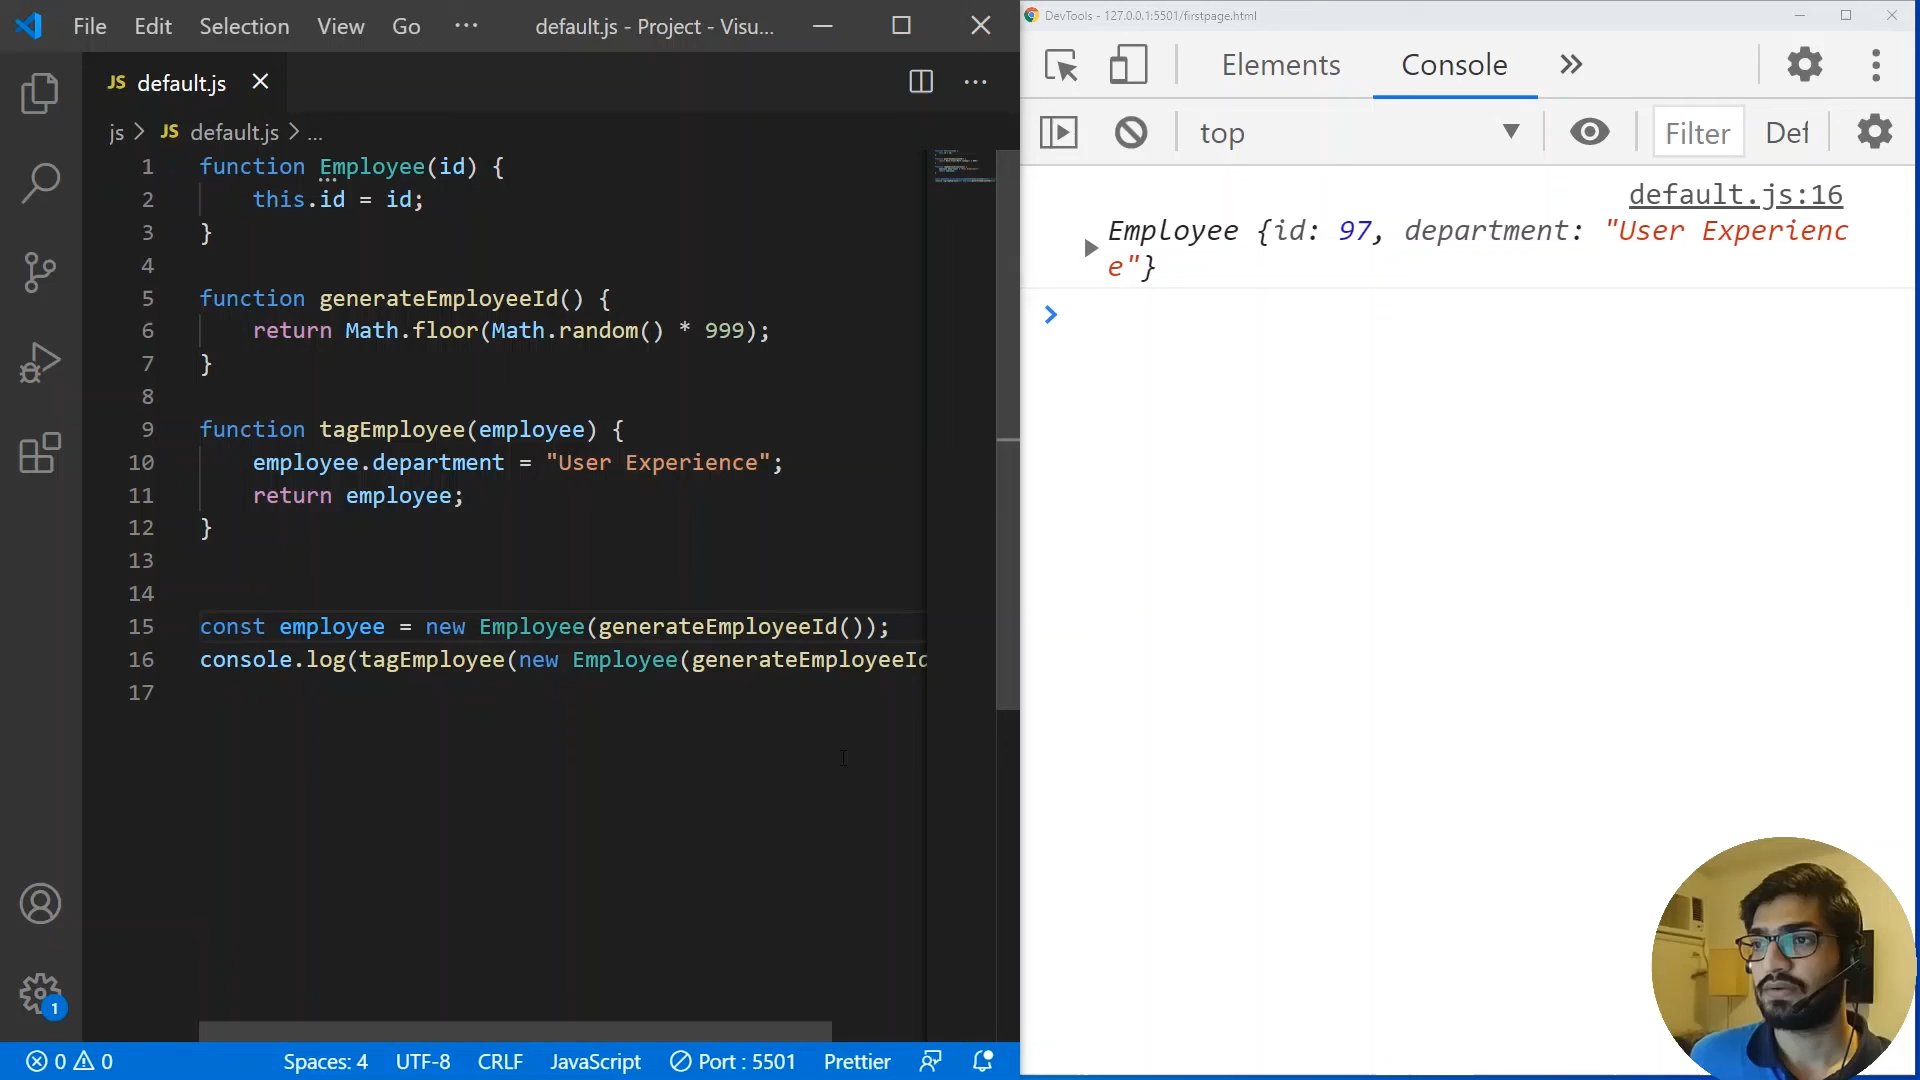 File Edit Selection View Go ··· default.js - Project - Visu...
JS default.js
js > JS default.js > ...
1 function Employee(id) {
2 this.id = id;
3 }
4
5 function generateEmployeeId() {
6 return Math.floor(Math.random() * 999);
7 }
8
9 function tagEmployee(employee) {
10 employee.department = "User Experience";
11 return employee;
12 }
13
14
15 const employee = new Employee(generateEmployeeId());
16 console.log(tagEmployee(new Employee(generateEmployeeId
17
1
0 0 Spaces: 4 UTF-8 CRLF JavaScript Port : 5501 Prettier
DevTools - 127.0.0.1:5501/firstpage.html
Elements Console »
top Filter Def
default.js:16
Employee {id: 97, department: "User Experienc
e"}
>